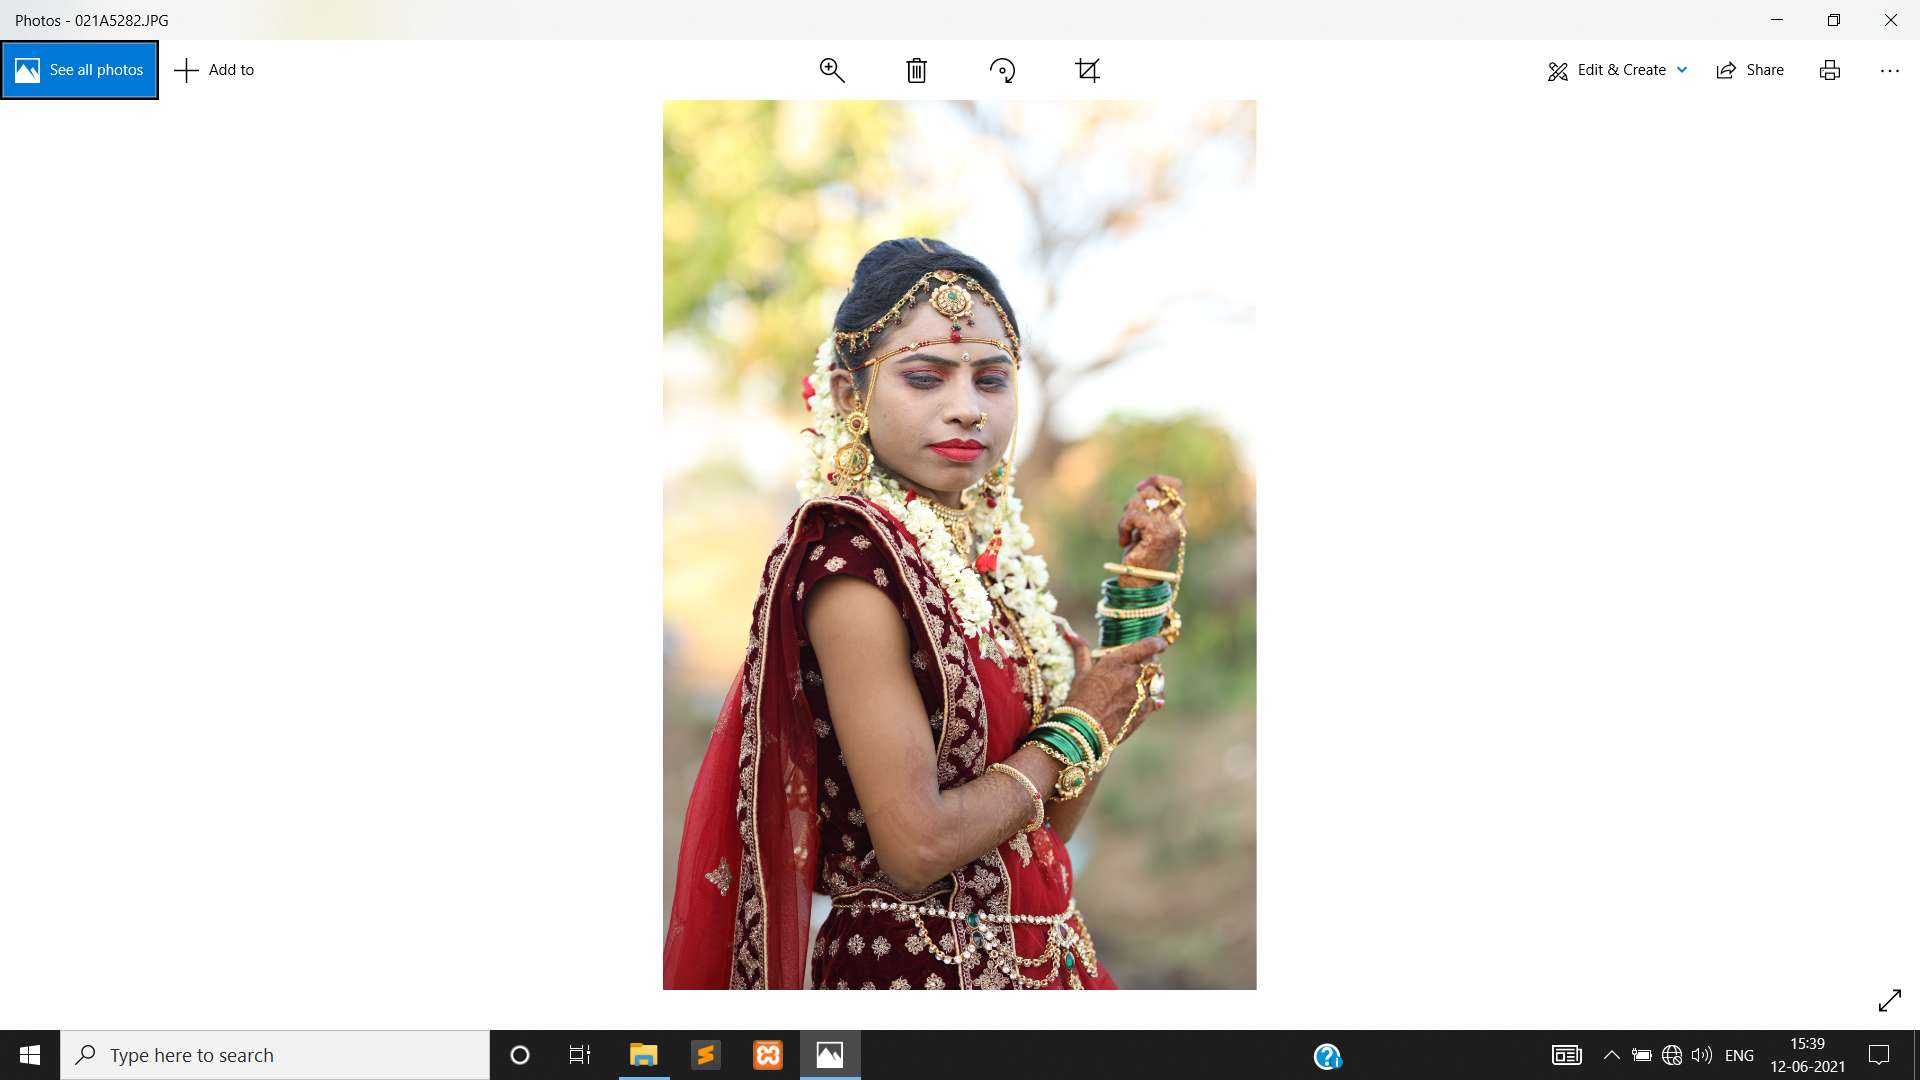 Photos - 021A5282.JPG
See all photos
Add to
Edit & Create
Share
Type here to search
ENG
15:39
12-06-2021